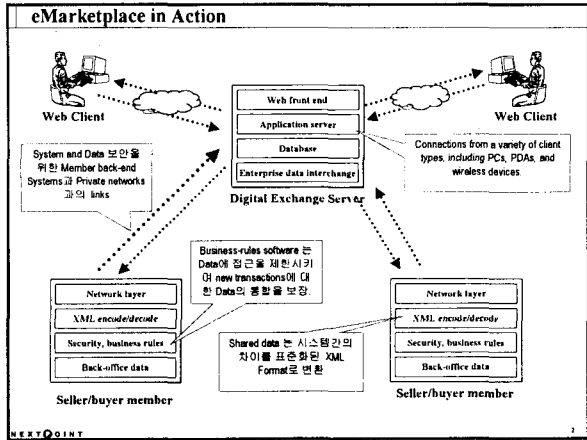 eMarketplace in Action
Web Client
Web front end
Application server
Database
Enterprise data interchange
Digital Exchange Server
Web Client
System and Data 보안을
위한 Member back-end
Systems과 Private networks
과의 links
Connections from a variety of client
types, including PCs, PDAs, and
wireless devices.
Business-rules software 는
Data에 접근을 제한시키
며 new transactions에 대
한 Data의 통합을 보장.
Network layer
XML encode/decode
Security, business rules
Back-office data
Seller/buyer member
Shared data 는 시스템간의
차이를 표준화된 XML
Format로 변환
Network layer
XML encode/decode
Security, business rules
Back-office data
Seller/buyer member
NEXTPOINT
2